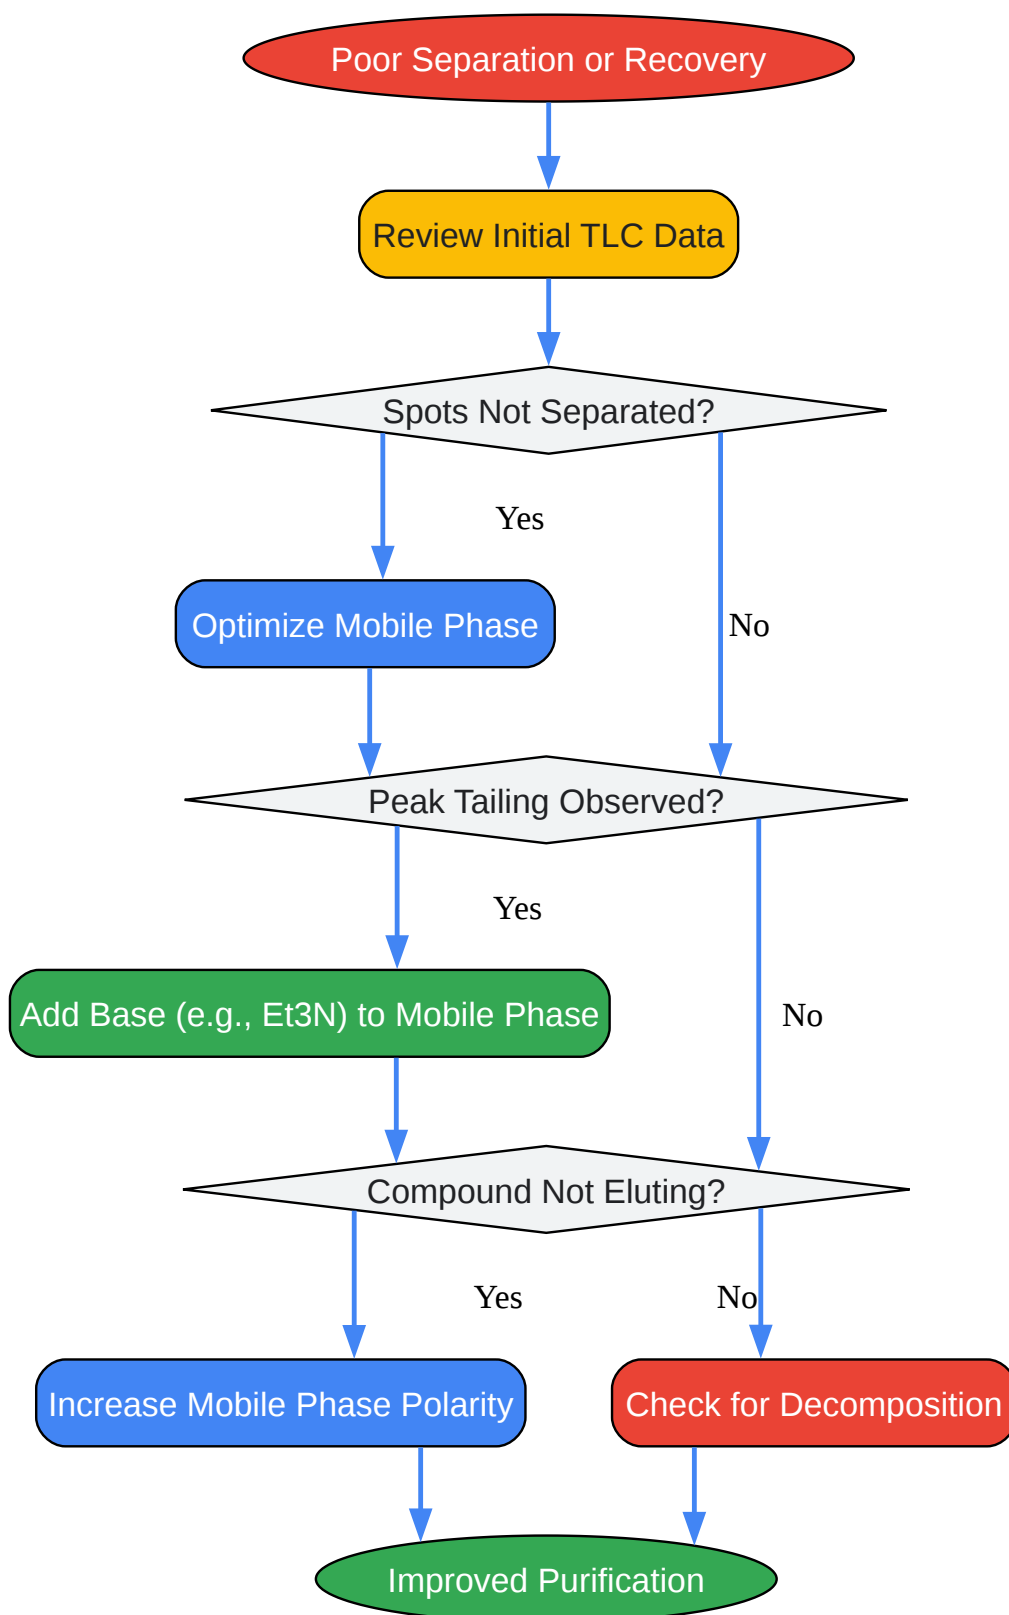 Poor Separation or Recovery
Review Initial TLC Data
Spots Not Separated?
Yes
Optimize Mobile Phase
No
Peak Tailing Observed?
Yes
Add Base (e.g., Et3N) to Mobile Phase
No
Compound Not Eluting?
Yes
No
Increase Mobile Phase Polarity
Check for Decomposition
Improved Purification